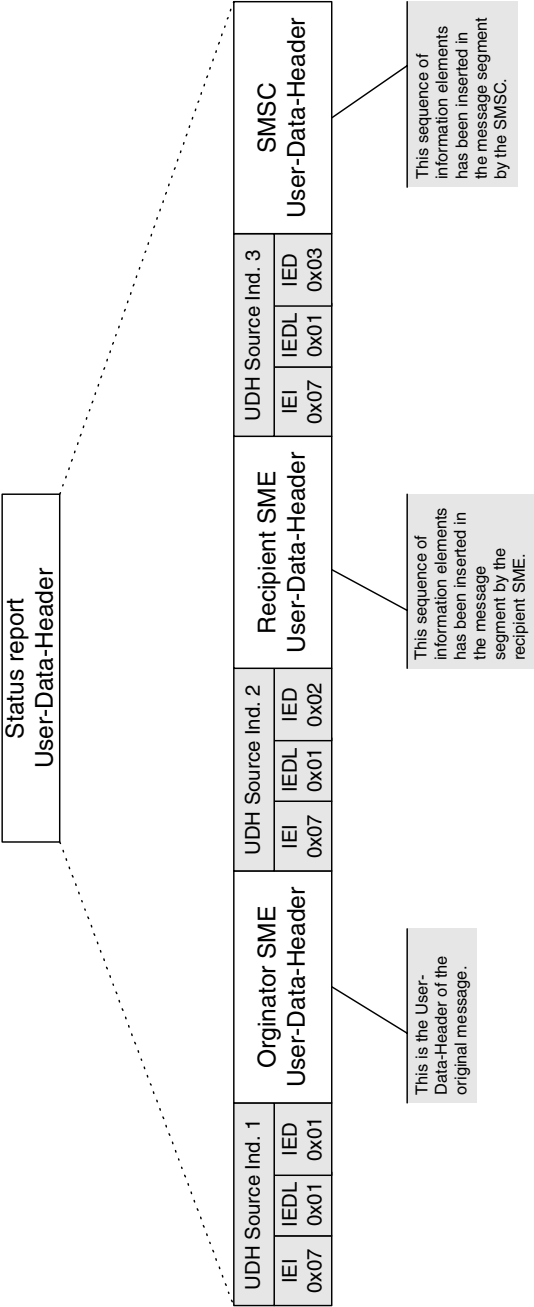 Status report
User-Data-Header
UDH Source Ind. 1
IEI
0x07
IEDL
0x01
IED
0x01
Orginator SME
User-Data-Header
UDH Source Ind. 2
IEI
0x07
IEDL
0x01
IED
0x02
Recipient SME
User-Data-Header
UDH Source Ind. 3
IEI
0x07
IEDL
0x01
IED
0x03
SMSC
User-Data-Header
This is the User-
Data-Header of the
original message.
This sequence of
information elements
has been inserted in
the message
segment by the
recipient SME.
This sequence of
information elements
has been inserted in
the message segment
by the SMSC.